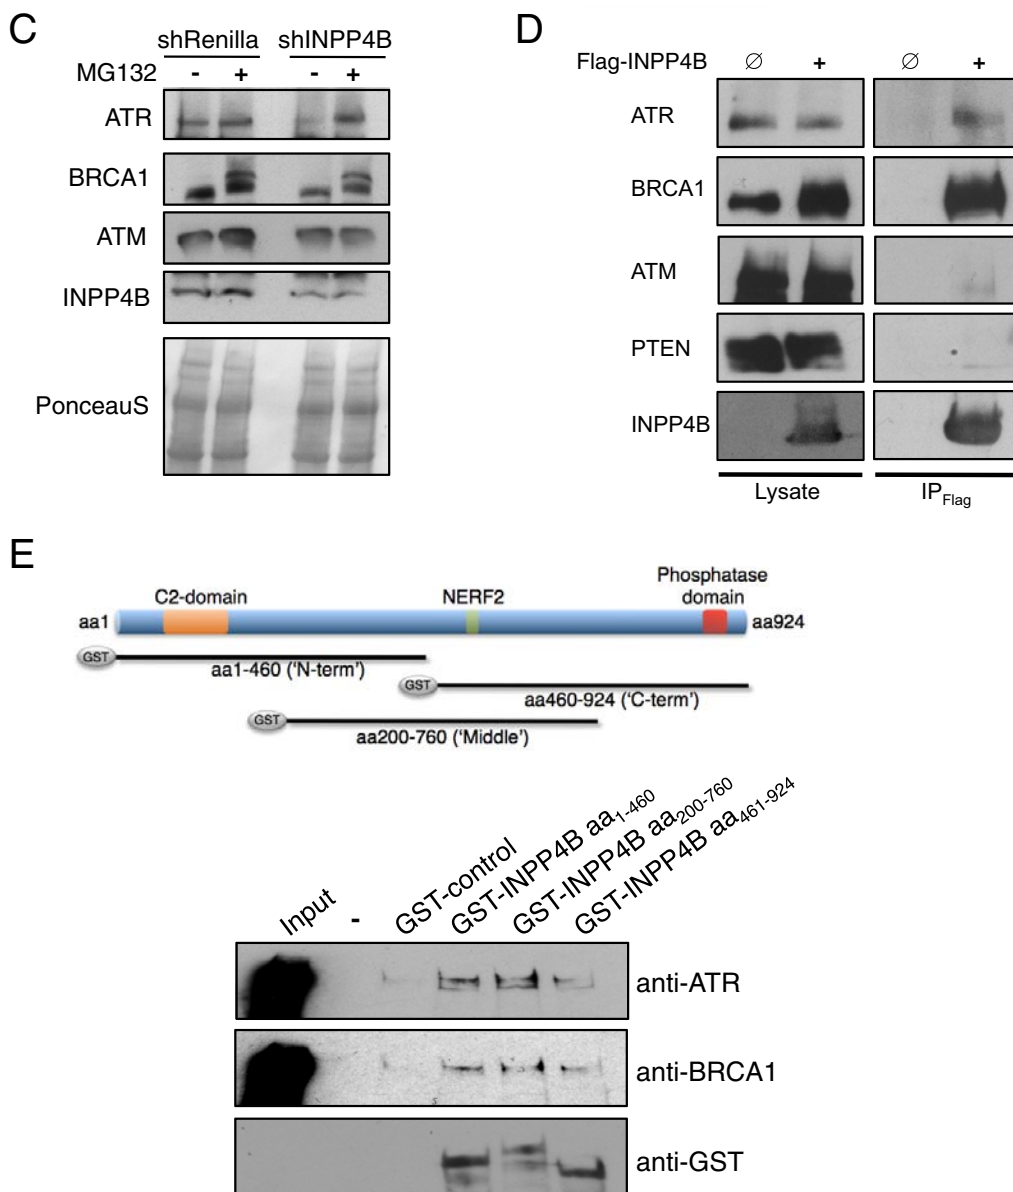 C
shRenilla shINPP4B
MG132 - + - +
ATR
BRCA1
ATM
INPP4B
PonceauS
D
Flag-INPP4B ∅ + ∅ +
ATR
BRCA1
ATM
PTEN
INPP4B
Lysate IPFlag
E
C2-domain NERF2 Phosphatase
domain
aa1 aa924
GST
aa1-460 ('N-term')
GST
aa460-924 ('C-term')
GST
aa200-760 ('Middle')
Input
-
GST-control
GST-INPP4B aa1-460
GST-INPP4B aa200-760
GST-INPP4B aa461-924
anti-ATR
anti-BRCA1
anti-GST